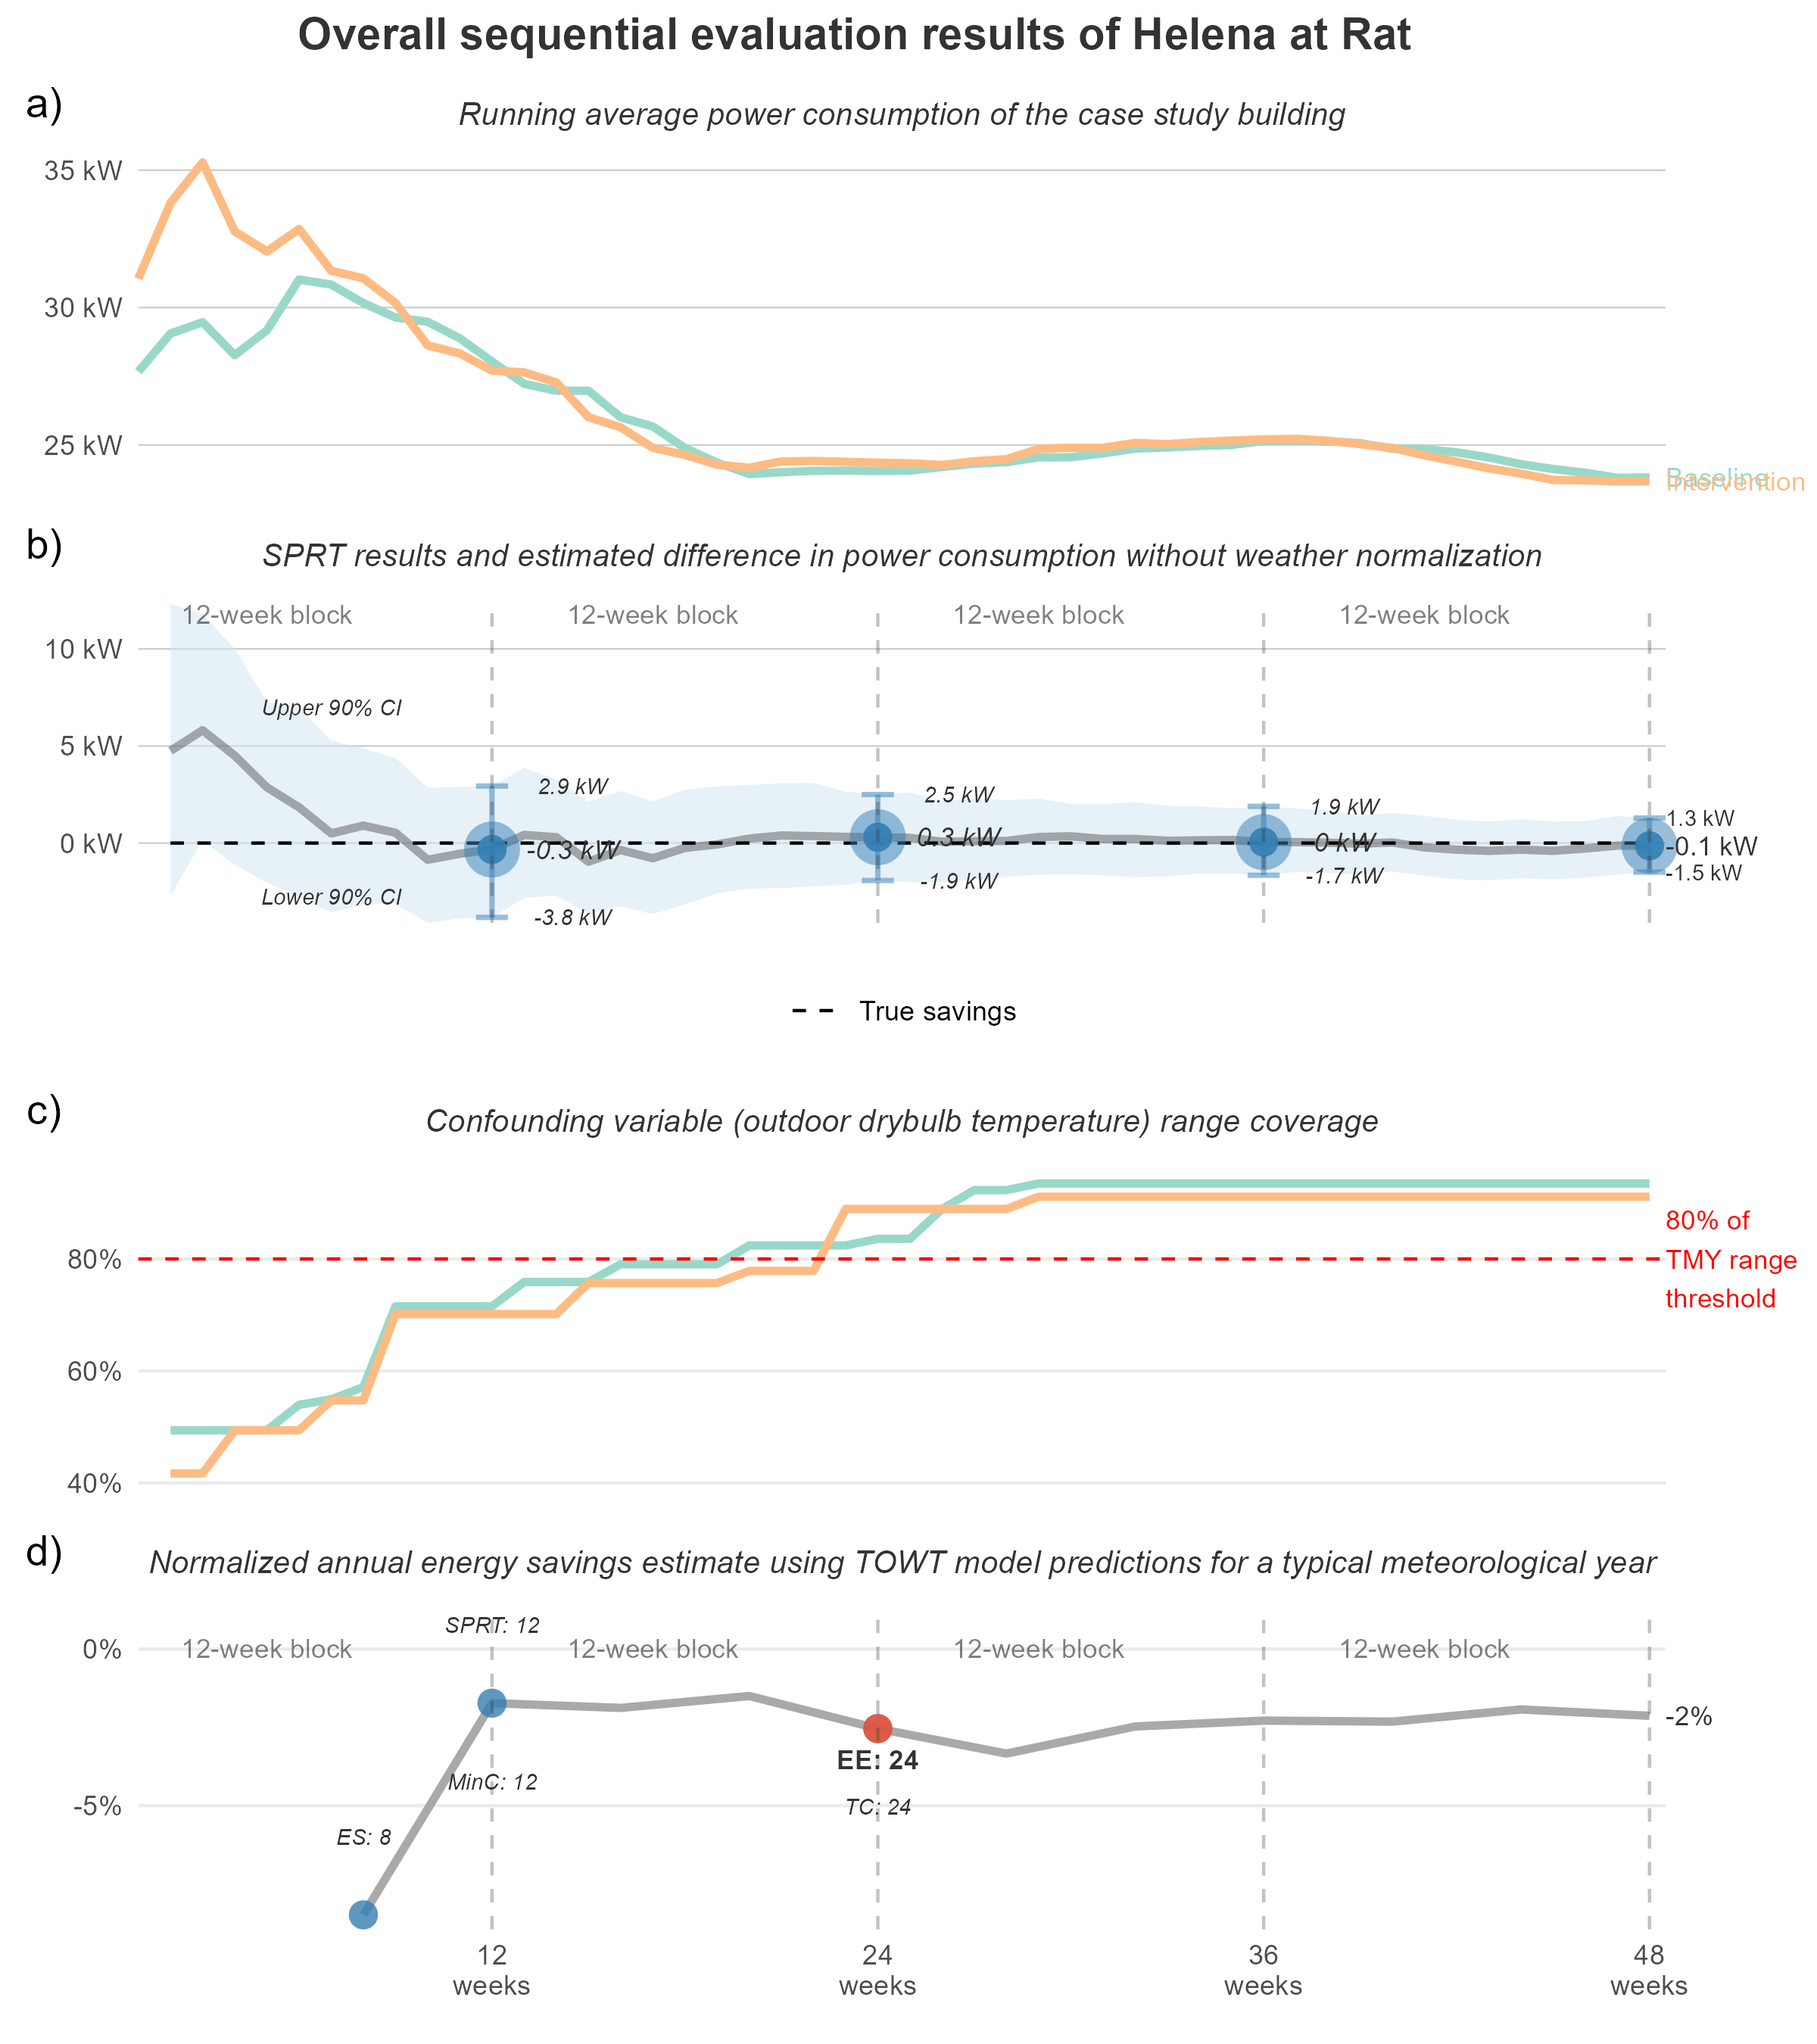 Overall sequential evaluation results of Helena at Rat
a)
Running average power consumption of the case study building
35 kW
30 kW
25 kW
Baseline
Intervention
b)
SPRT results and estimated difference in power consumption without weather normalization
12-week block
12-week block
12-week block
12-week block
10 kW
5 kW
0 kW
Upper 90% CI
Lower 90% CI
2.9 kW
-0.3 kW
-3.8 kW
2.5 kW
0.3 kW
-1.9 kW
1.9 kW
0 kW
-1.7 kW
1.3 kW
-0.1 kW
-1.5 kW
True savings
c)
Confounding variable (outdoor drybulb temperature) range coverage
80%
60%
40%
80% of
TMY range
threshold
d)
Normalized annual energy savings estimate using TOWT model predictions for a typical meteorological year
SPRT: 12
0%
12-week block
12-week block
12-week block
12-week block
-2%
EE: 24
MinC: 12
-5%
TC: 24
ES: 8
12
weeks
24
weeks
36
weeks
48
weeks